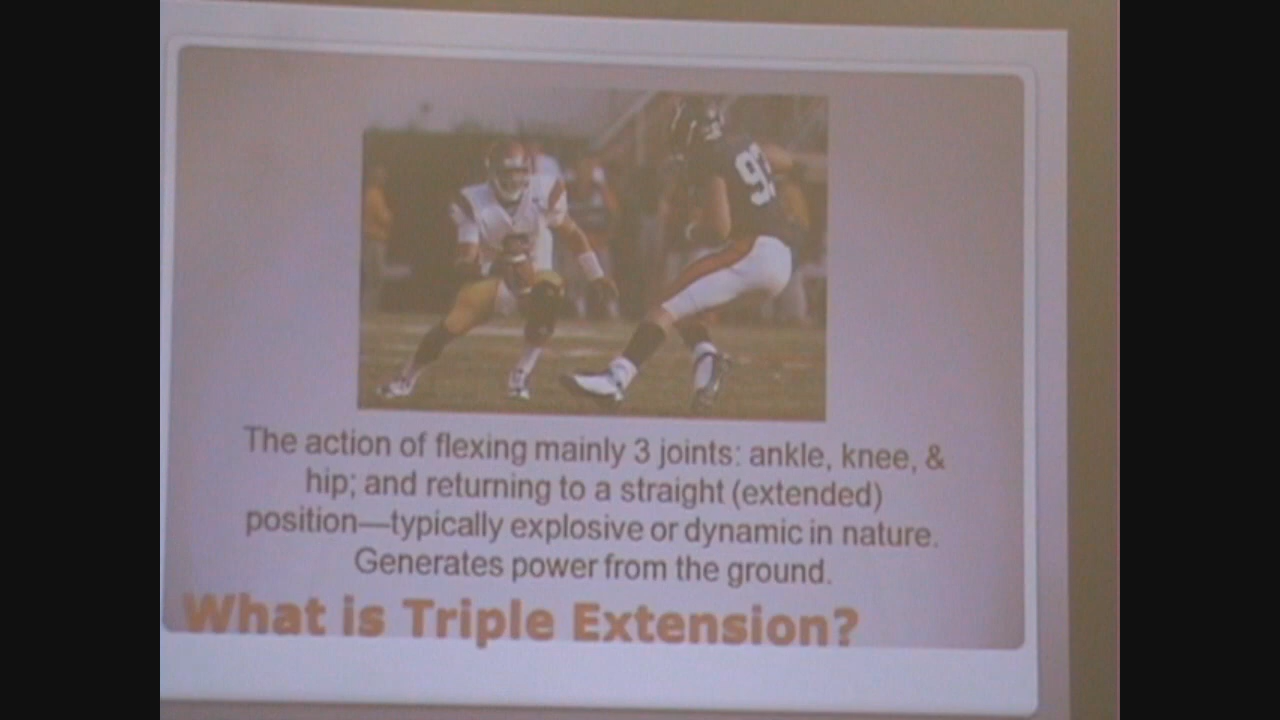 93
The action of flexing mainly 3 joints: ankle, knee, &
hip; and returning to a straight (extended)
position—typically explosive or dynamic in nature.
Generates power from the ground.
What is Triple Extension?